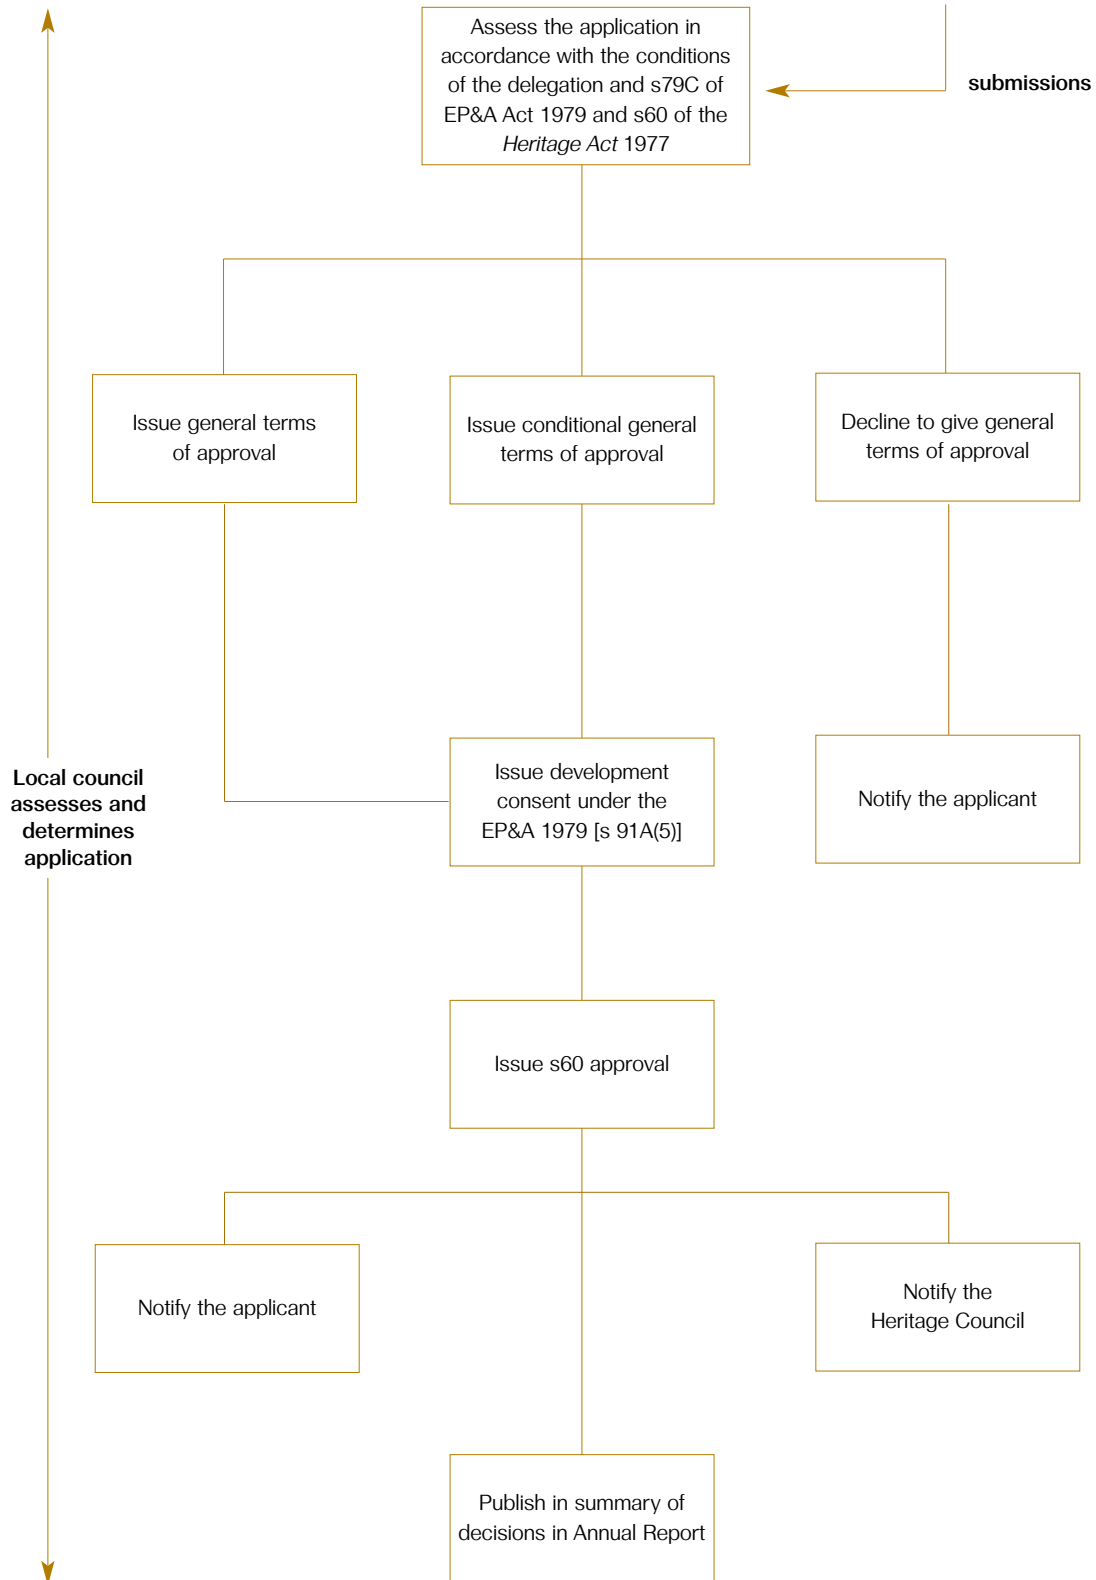 Assess the application in
accordance with the conditions
of the delegation and s79C of
EP&A Act 1979 and s60 of the
Heritage Act 1977
submissions
Issue general terms
of approval
Issue conditional general
terms of approval
Decline to give general
terms of approval
Local council
assesses and
determines
application
Issue development
consent under the
EP&A 1979 [s 91A(5)]
Notify the applicant
Issue s60 approval
Notify the applicant
Notify the
Heritage Council
Publish in summary of
decisions in Annual Report